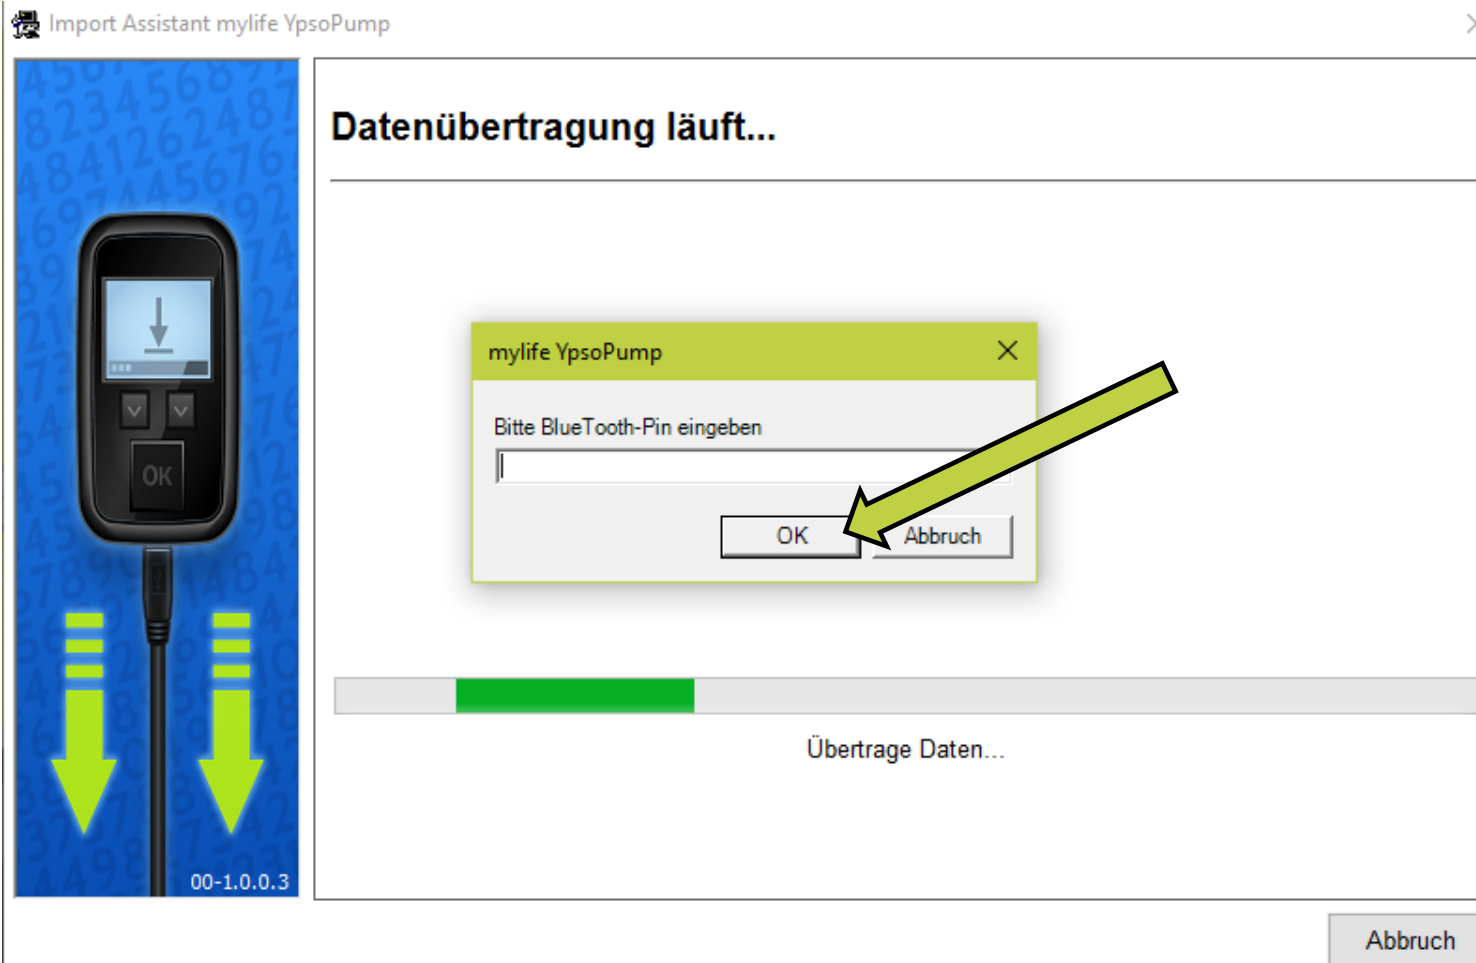 Import Assistant mylife YpsoPump
Datenübertragung läuft...
mylife YpsoPump
Bitte BlueTooth-Pin eingeben
OK
Abbruch
OK
Übertrage Daten...
00-1.0.0.3
Abbruch